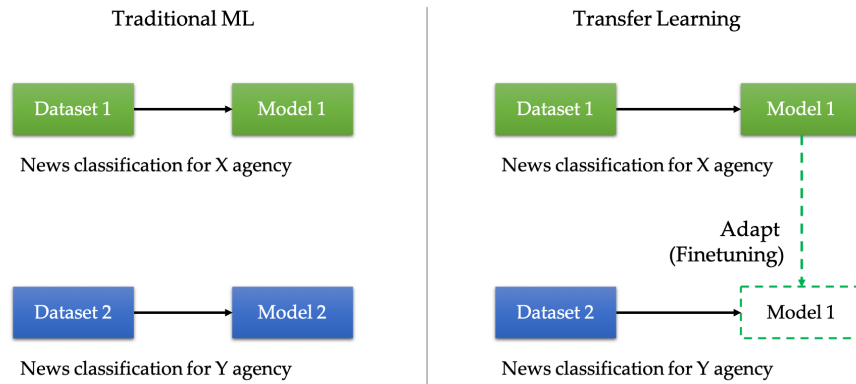 Traditional ML
Dataset 1
Model 1
News classification for X agency
Dataset 2
Model 2
News classification for Y agency
Transfer Learning
Dataset 1
Model 1
News classification for X agency
Adapt
(Finetuning)
Dataset 2
Model 1
News classification for Y agency